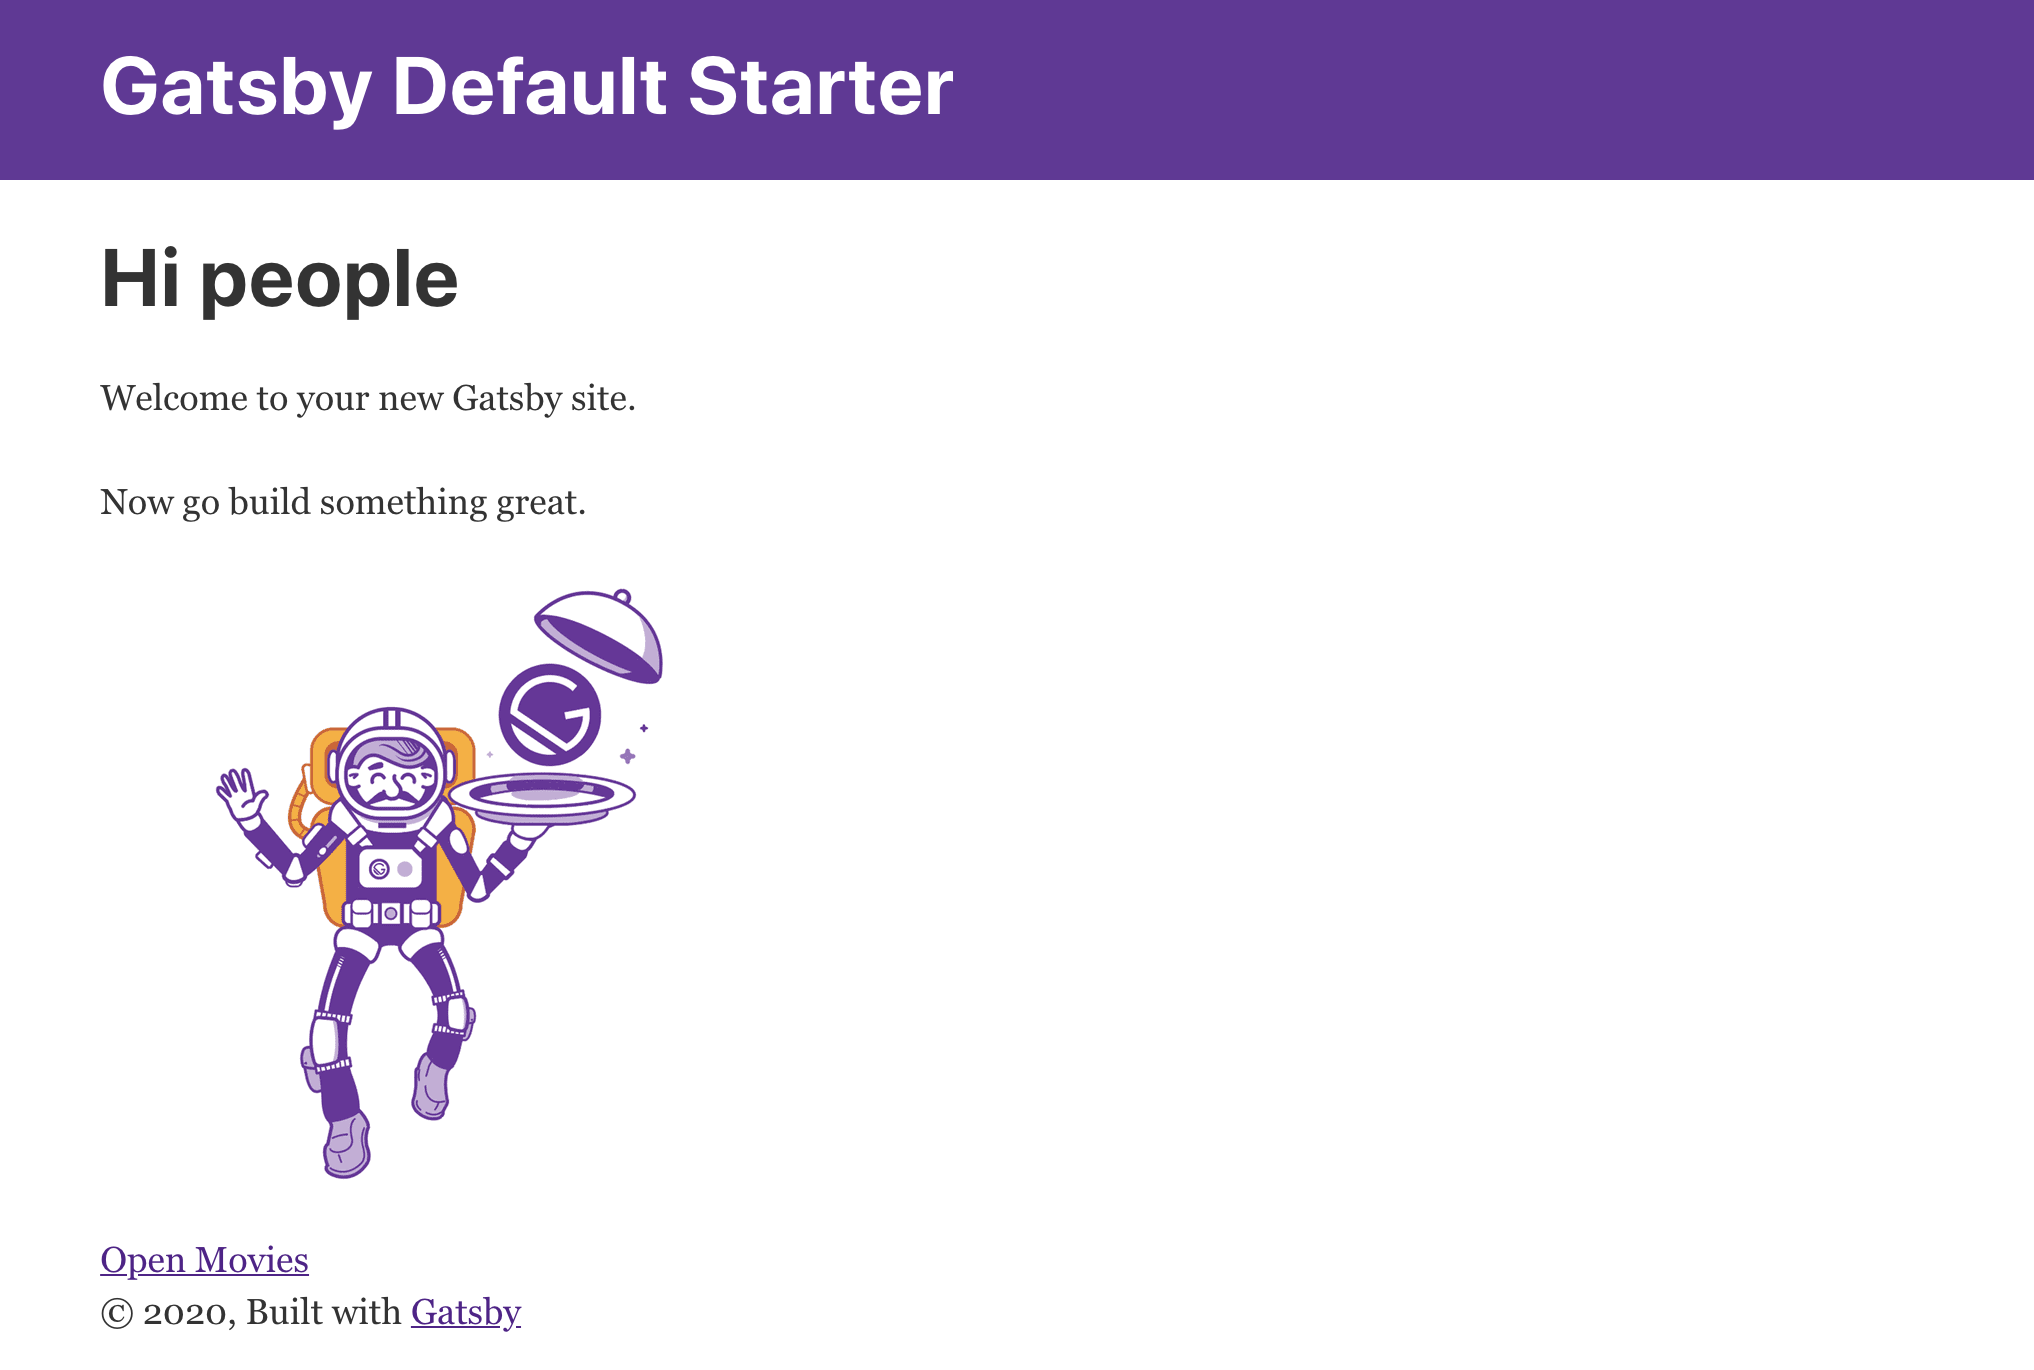 Gatsby Default Starter
Hi people
Welcome to your new Gatsby site.
Now go build something great.
Open Movies
© 2020, Built with Gatsby